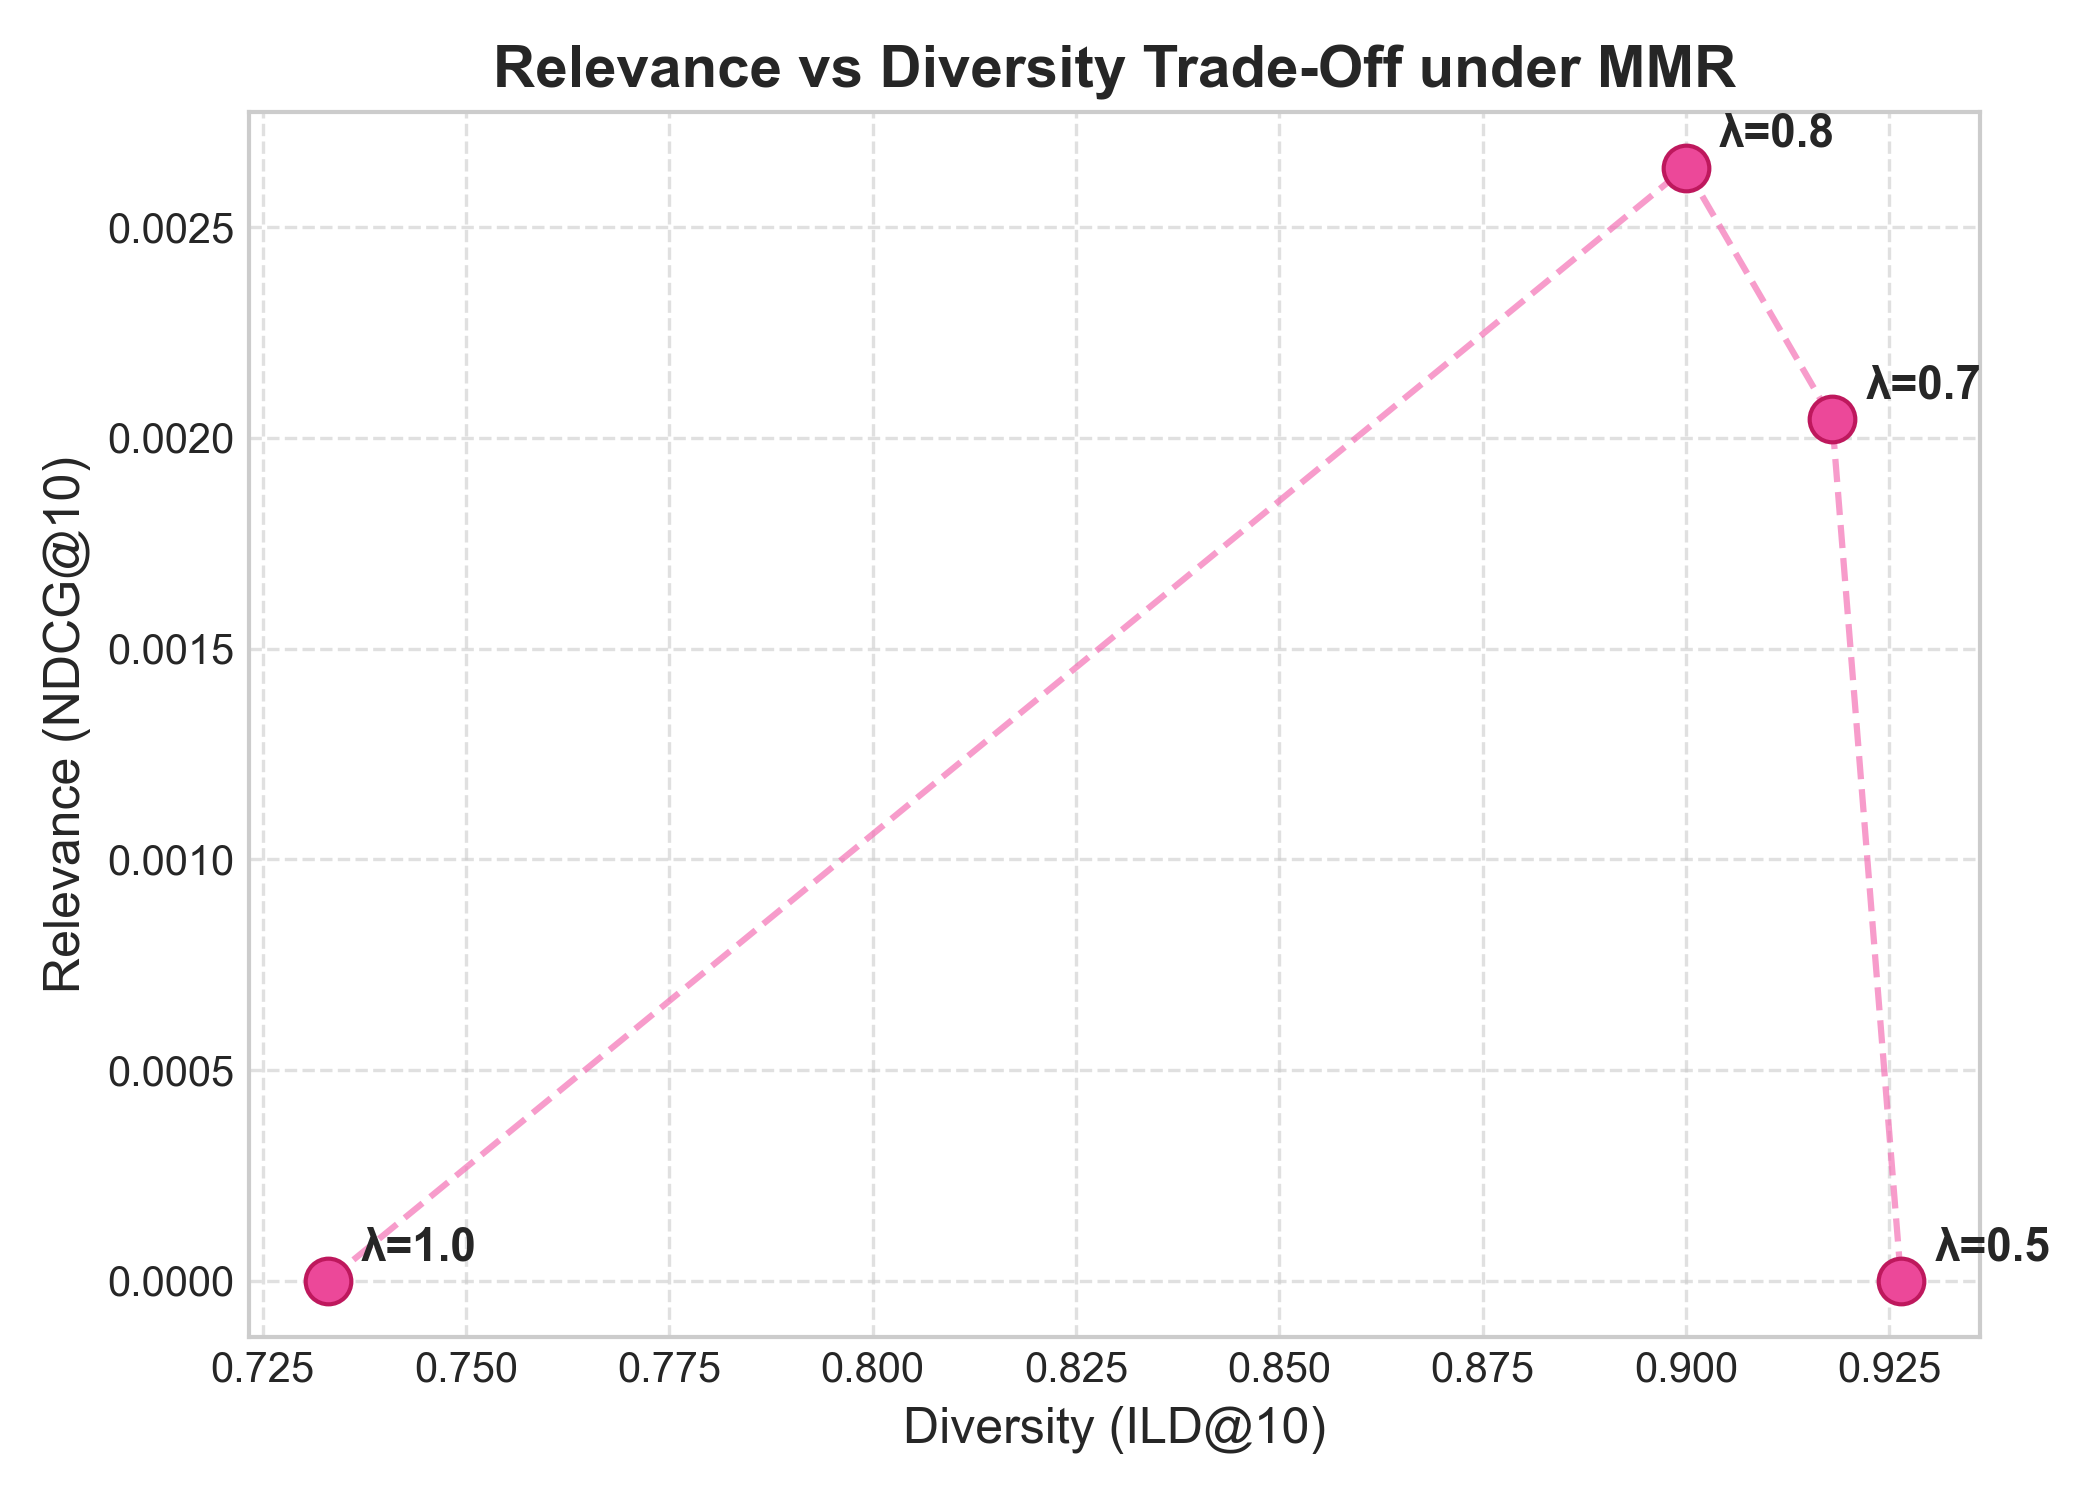 Relevance vs Diversity Trade-Off under MMR
λ=0.8
0.0025
λ=0.7
0.0020
0.0015
0.0010
0.0005
λ=1.0
λ=0.5
0.0000
Relevance (NDCG@10)
0.725 0.750 0.775 0.800 0.825 0.850 0.875 0.900 0.925
Diversity (ILD@10)